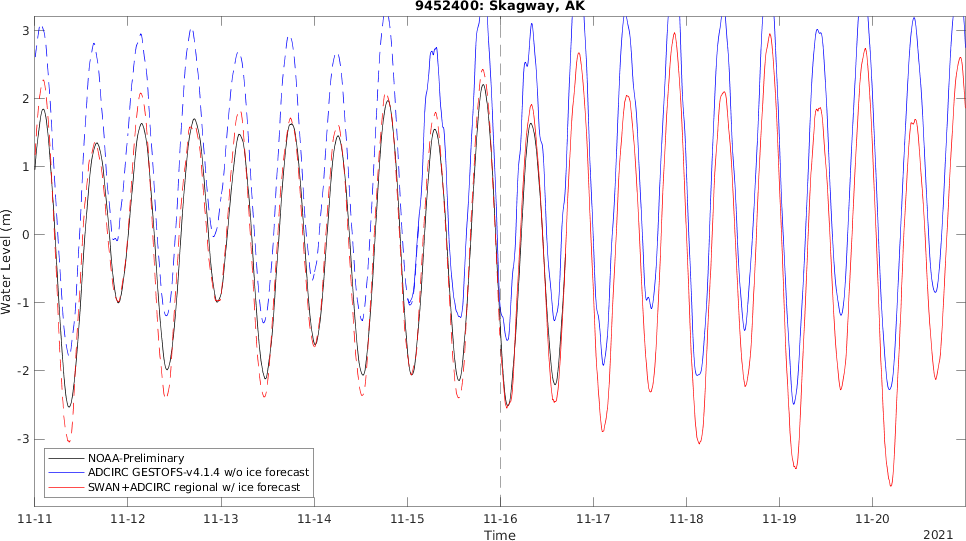 9452400: Skagway, AK
Water Level (m)
3
2
1
0
-1
-2
-3
NOAA-Preliminary
ADCIRC GESTOFS-v4.1.4 w/o ice forecast
SWAN+ADCIRC regional w/ ice forecast
11-11 11-12 11-13 11-14 11-15 11-16 11-17 11-18 11-19 11-20
Time
2021